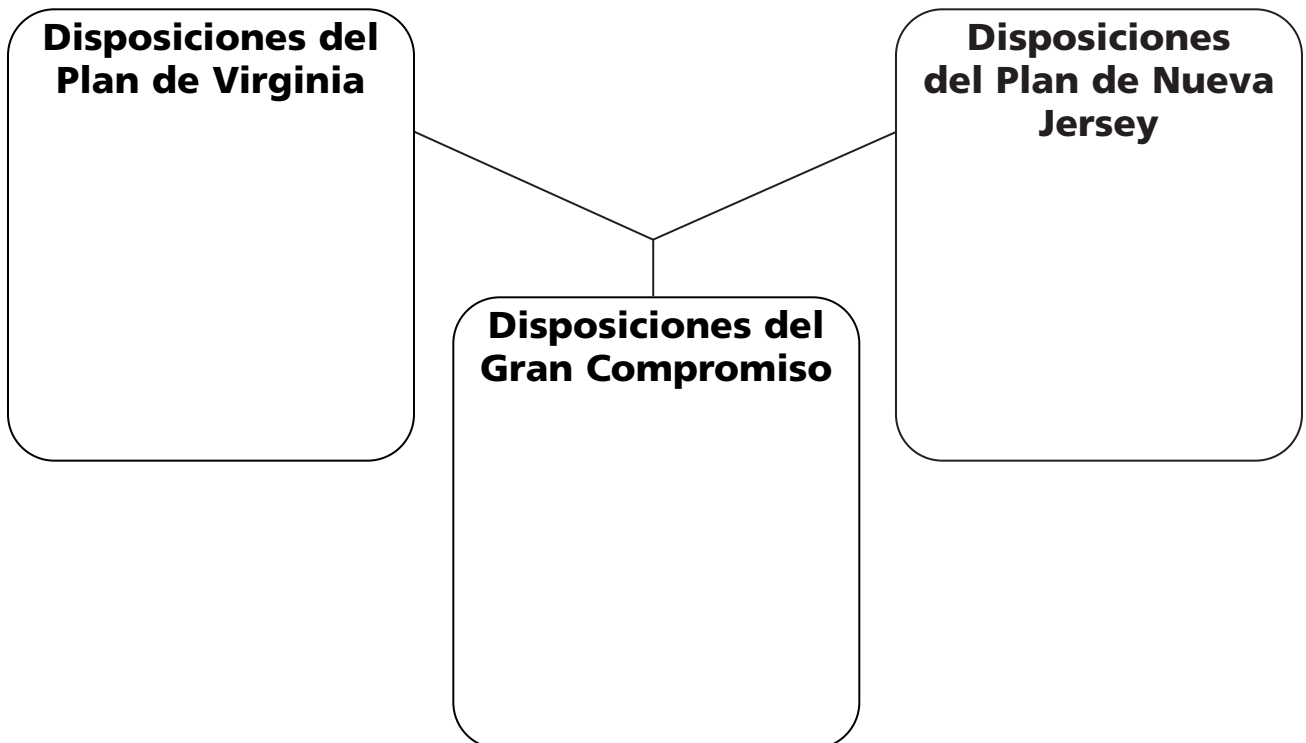 Disposiciones del
Plan de Virginia
Disposiciones
del Plan de Nueva
Jersey
Disposiciones del
Gran Compromiso